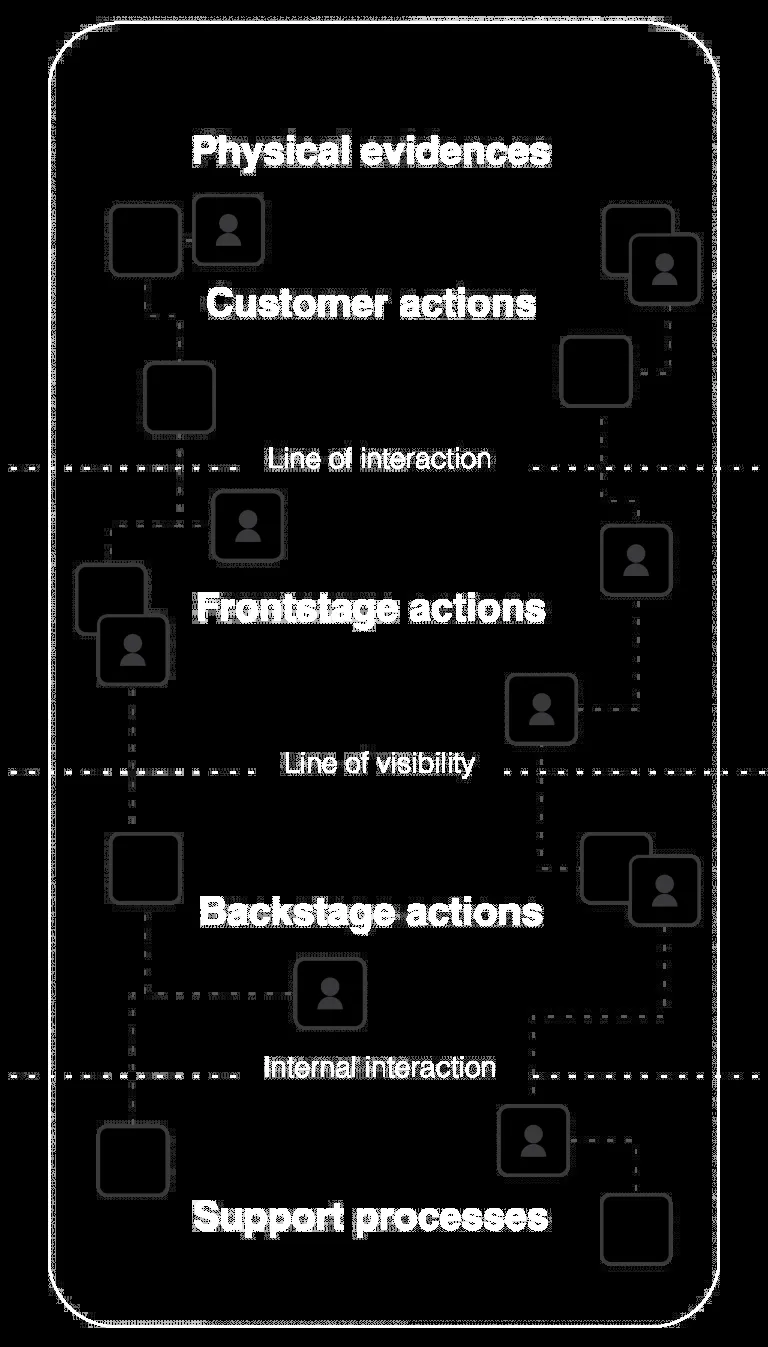 Physical evidences
Customer actions
Line of interaction
Frontstage actions
Line of visibility
Backstage actions
Internal interaction
Support processes